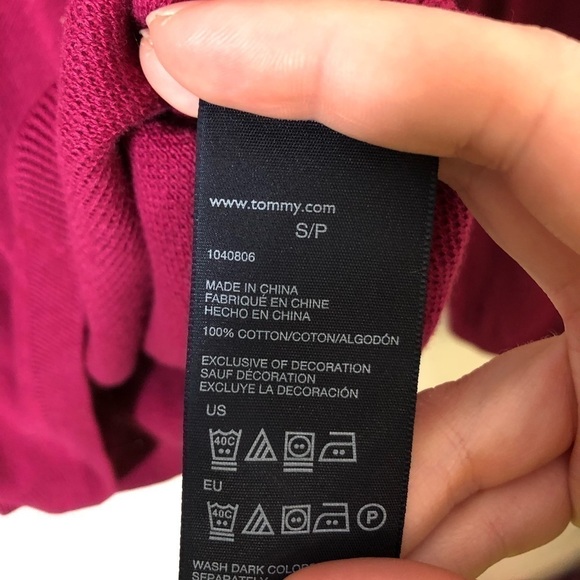 www.tommy.com
S/P
1040806
MADE IN CHINA
FABRIQUÉ EN CHINE
HECHO EN CHINA
100% COTTON/COTON/ALGODÓN
EXCLUSIVE OF DECORATION
SAUF DÉCORATION
EXCLUYE LA DECORACIÓN
US
40C
EU
40C P
WASH DARK
SEPARATELY